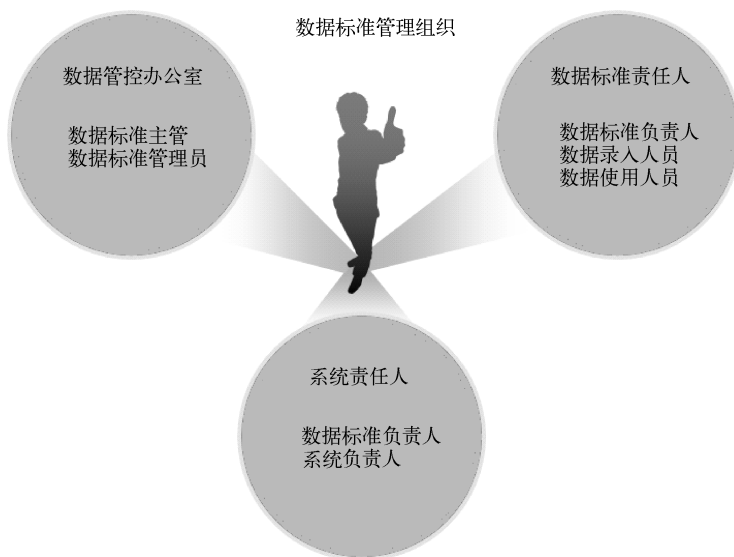 数据标准管理组织
数据管控办公室
数据标准主管
数据标准管理员
数据标准责任人
数据标准负责人
数据录入人员
数据使用人员
系统责任人
数据标准负责人
系统负责人